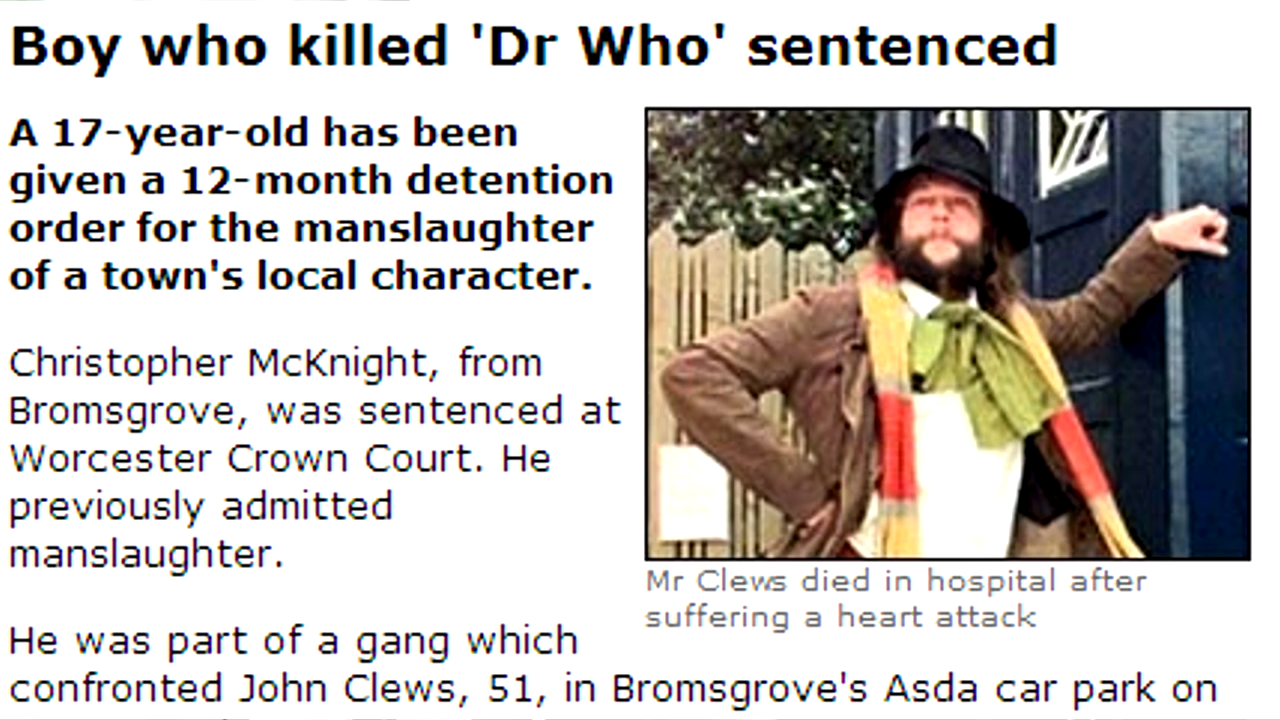 Boy who killed 'Dr Who' sentenced
A 17-year-old has been
given a 12-month detention
order for the manslaughter
of a town's local character.
Christopher McKnight, from
Bromsgrove, was sentenced at
Worcester Crown Court. He
previously admitted
manslaughter.
Mr Clews died in hospital after
suffering a heart attack
He was part of a gang which
confronted John Clews, 51, in Bromsgrove's Asda car park on